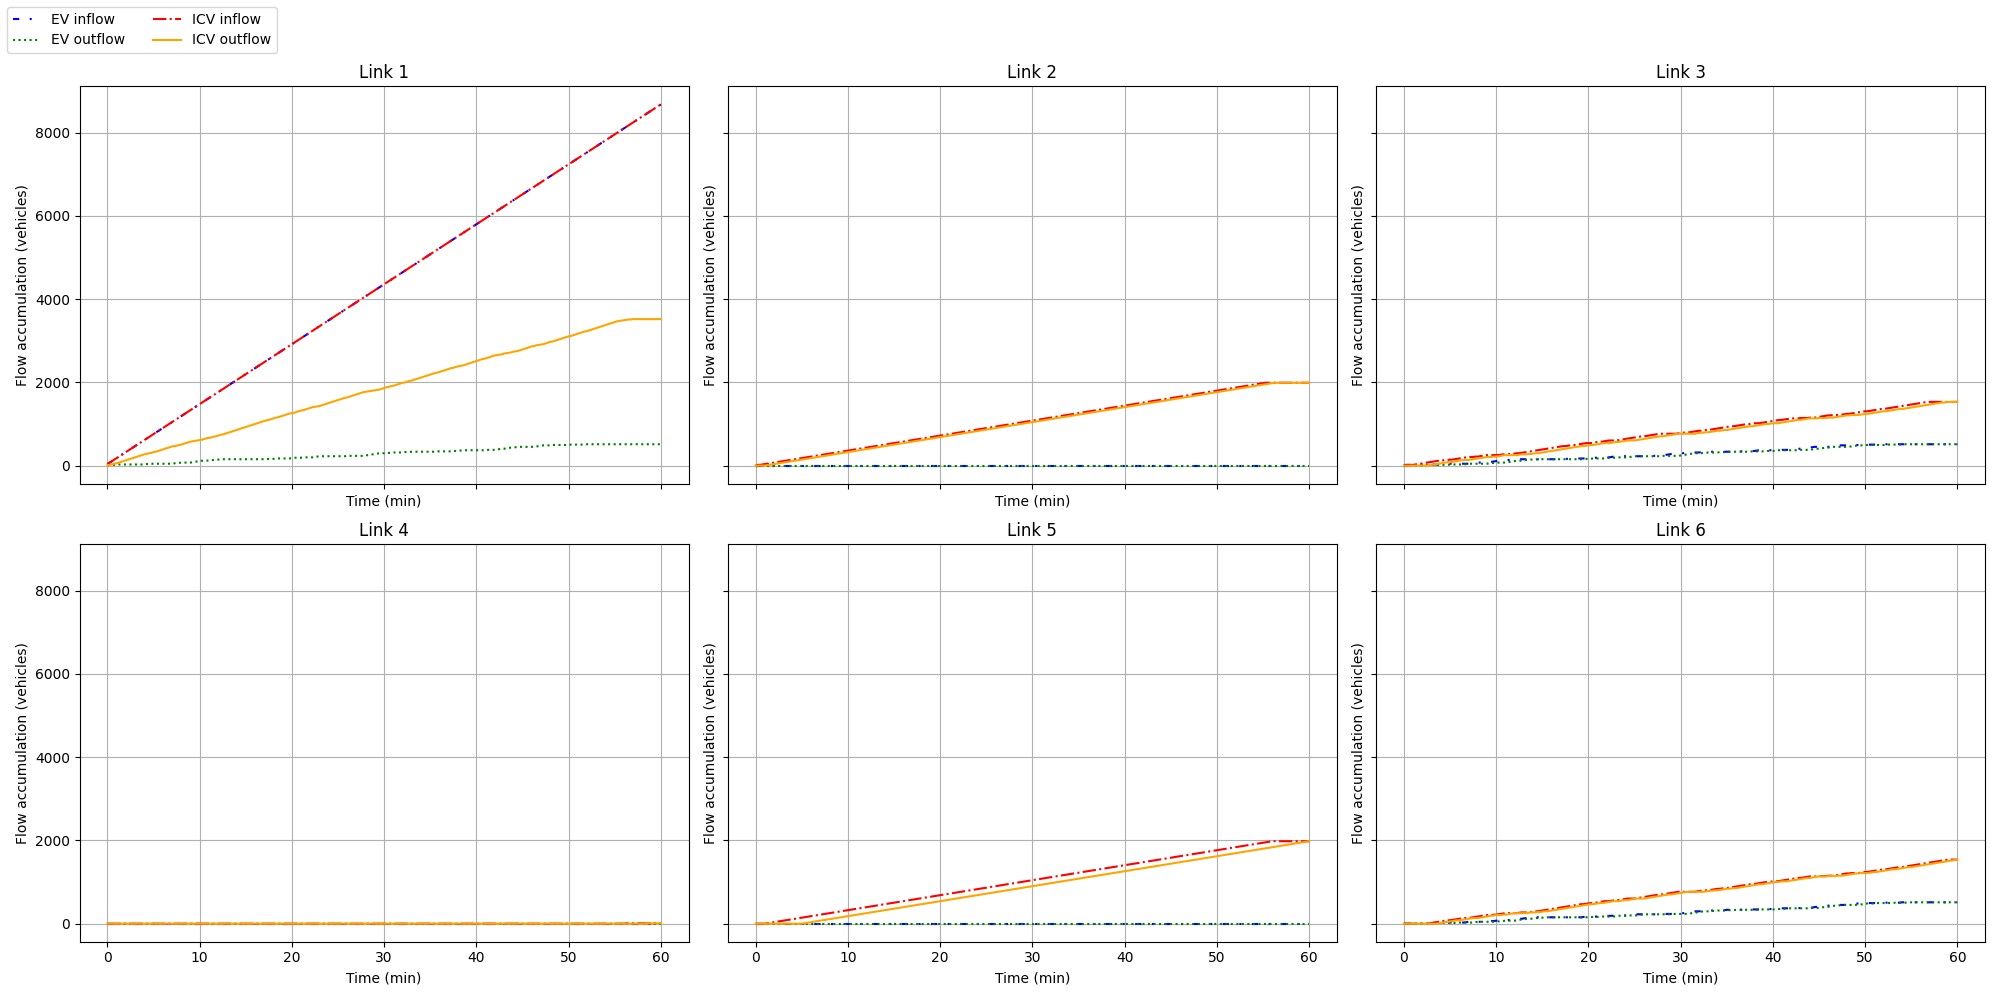 EV inflow
EV outflow
ICV inflow
ICV outflow
Link 1
Flow accumulation (vehicles)
8000
6000
4000
2000
0
Time (min)
Link 2
Flow accumulation (vehicles)
Time (min)
Link 3
Flow accumulation (vehicles)
Time (min)
Link 4
Flow accumulation (vehicles)
8000
6000
4000
2000
0
0 10 20 30 40 50 60
Time (min)
Link 5
Flow accumulation (vehicles)
0 10 20 30 40 50 60
Time (min)
Link 6
Flow accumulation (vehicles)
0 10 20 30 40 50 60
Time (min)